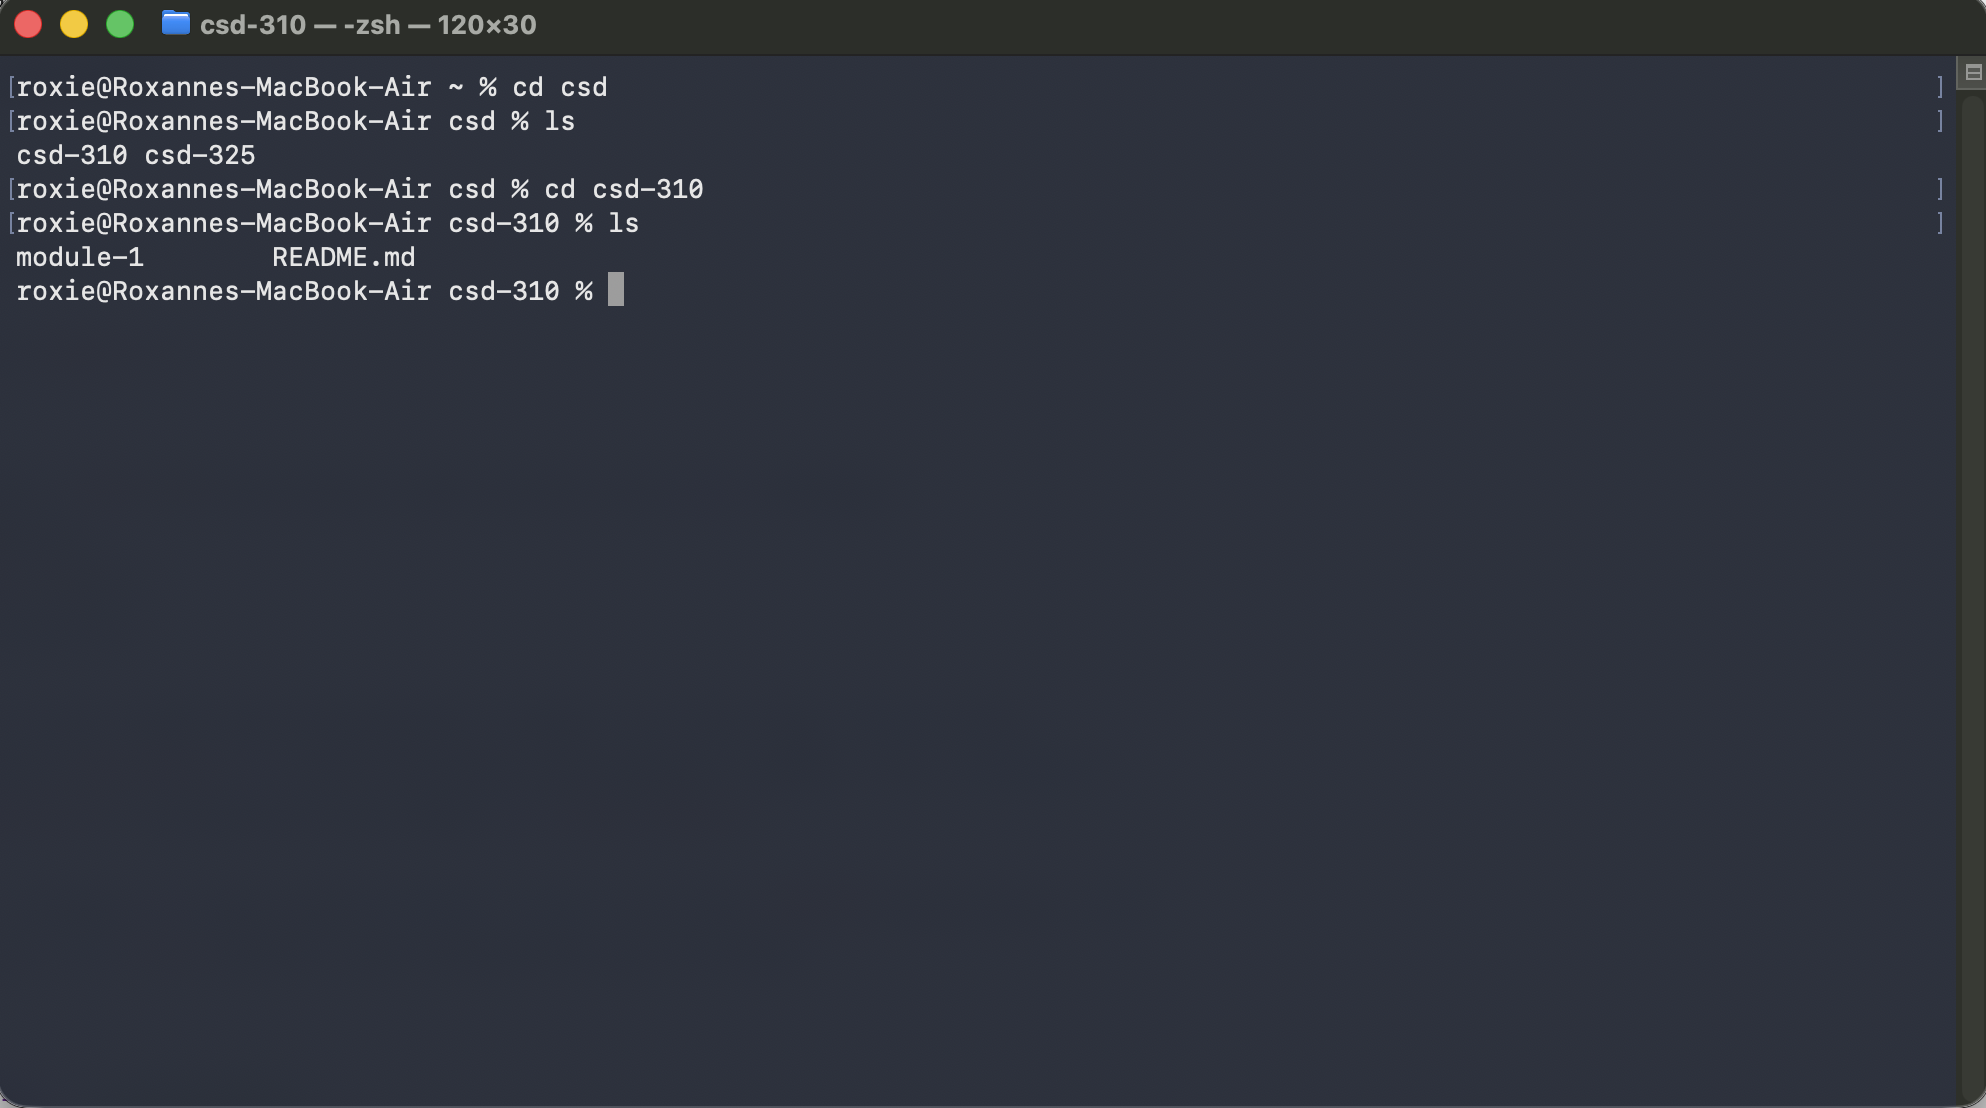 csd-310 — -zsh — 120×30
[roxie@Roxannes-MacBook-Air ~ % cd csd ]
[roxie@Roxannes-MacBook-Air csd % ls ]
csd-310 csd-325
[roxie@Roxannes-MacBook-Air csd % cd csd-310 ]
[roxie@Roxannes-MacBook-Air csd-310 % ls ]
module-1        README.md
roxie@Roxannes-MacBook-Air csd-310 %